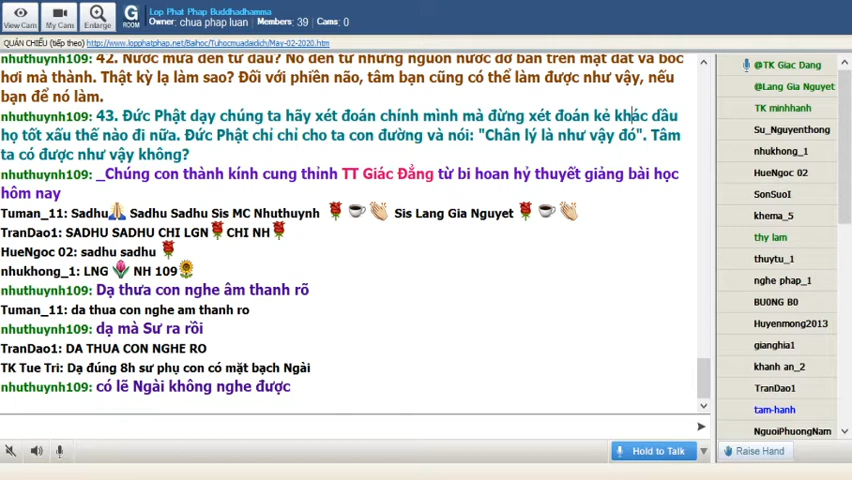 View Cam
My Cams
Enlarge
G
ROOM
Lop Phat Phap Buddhadhamma
Owner: chua phap luan Members: 39 Cams: 0
QUÁN CHIẾU (tiếp theo) http://www.lopphatphap.net/Baihoc/Tuhocmuadaidich/May-02-2020.htm
nhuthuynh109: 42. Nước mưa đến từ đâu? Nó đến từ những nguồn nước dơ bẩn trên mặt đất và bốc
hơi mà thành. Thật kỳ lạ làm sao? Đối với phiền não, tâm bạn cũng có thể làm được như vậy, nếu
bạn để nó làm.
nhuthuynh109: 43. Đức Phật dạy chúng ta hãy xét đoán chính mình mà đừng xét đoán kẻ khác dầu
họ tốt xấu thế nào đi nữa. Đức Phật chỉ chỉ cho ta con đường và nói: "Chân lý là như vậy đó". Tâm
ta có được như vậy không?
nhuthuynh109: _Chúng con thành kính cung thỉnh TT Giác Đẳng từ bi hoan hỷ thuyết giảng bài học
hôm nay
Tuman_11: Sadhu Sadhu Sadhu Sis MC Nhuthuynh Sis Lang Gia Nguyet
TranDao1: SADHU SADHU CHI LGN CHI NH
HueNgoc 02: sadhu sadhu
nhukhong_1: LNG NH 109
nhuthuynh109: Dạ thưa con nghe âm thanh rõ
Tuman_11: da thua con nghe am thanh ro
nhuthuynh109: dạ mà Sư ra rồi
TranDao1: DA THUA CON NGHE RO
TK Tue Tri: Dạ đúng 8h sư phụ con có mặt bạch Ngài
nhuthuynh109: có lẽ Ngài không nghe được
Hold to Talk
@TK Giac Dang
@Lang Gia Nguyet
TK minhhanh
Su_Nguyenthong
nhukhong_1
HueNgoc 02
SonSuoI
khema_5
thy lam
thuytu_1
nghe phap_1
BU0NG B0
Huyenmong2013
gianghia1
khanh an_2
TranDao1
tam-hanh
NguoiPhuongNam
Raise Hand